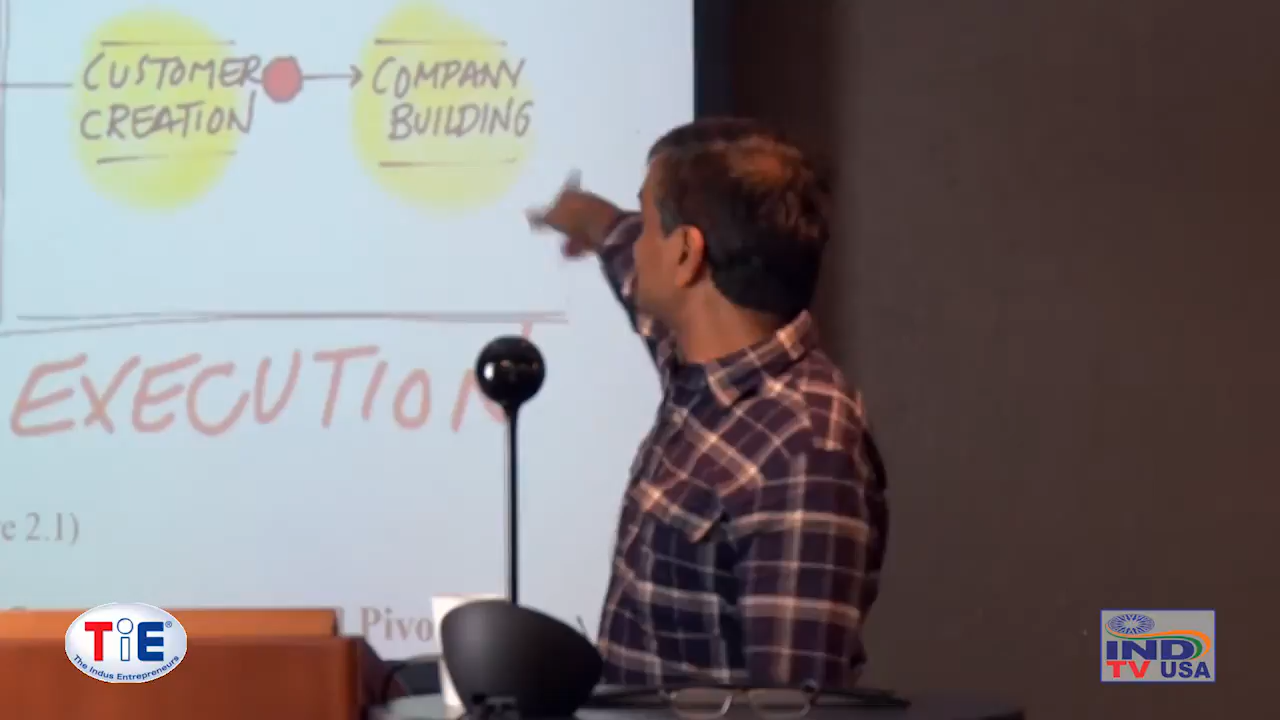 CUSTOMER
CREATION
COMPANY
BUILDING
EXECUTION
e 2.1)
Pivo
TiE®
The Indus Entrepreneurs
IND
TV USA